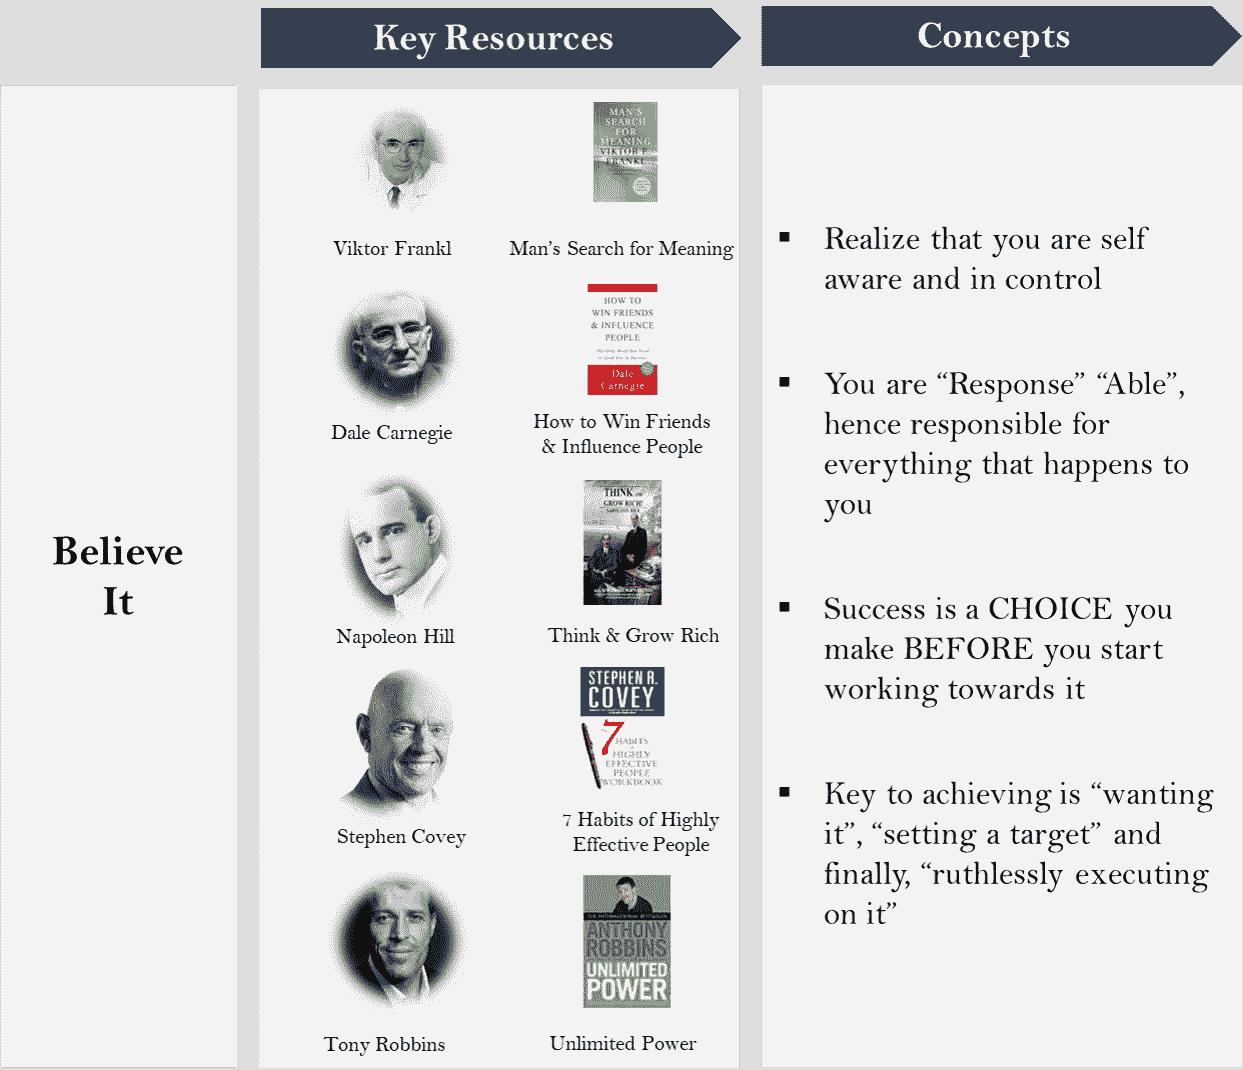 Key Resources
Concepts
Believe
It
MAN'S
SEARCH
FOR
MEANING
VIKTOR E.
FRANKL
Viktor Frankl
Man's Search for Meaning
HOW TO
WIN FRIENDS
& INFLUENCE
PEOPLE
Dale
Carnegie
Dale Carnegie
How to Win Friends
& Influence People
THINK AND
GROW RICH
NAPOLEON HILL
Napoleon Hill
Think & Grow Rich
STEPHEN R.
COVEY
7
HABITS
HIGHLY
EFFECTIVE
PEOPLE
WORKBOOK
Stephen Covey
7 Habits of Highly
Effective People
ANTHONY
ROBBINS
UNLIMITED
POWER
Tony Robbins
Unlimited Power
▪ Realize that you are self
aware and in control
▪ You are “Response” “Able”,
hence responsible for
everything that happens to
you
▪ Success is a CHOICE you
make BEFORE you start
working towards it
▪ Key to achieving is “wanting
it”, “setting a target” and
finally, “ruthlessly executing
on it”